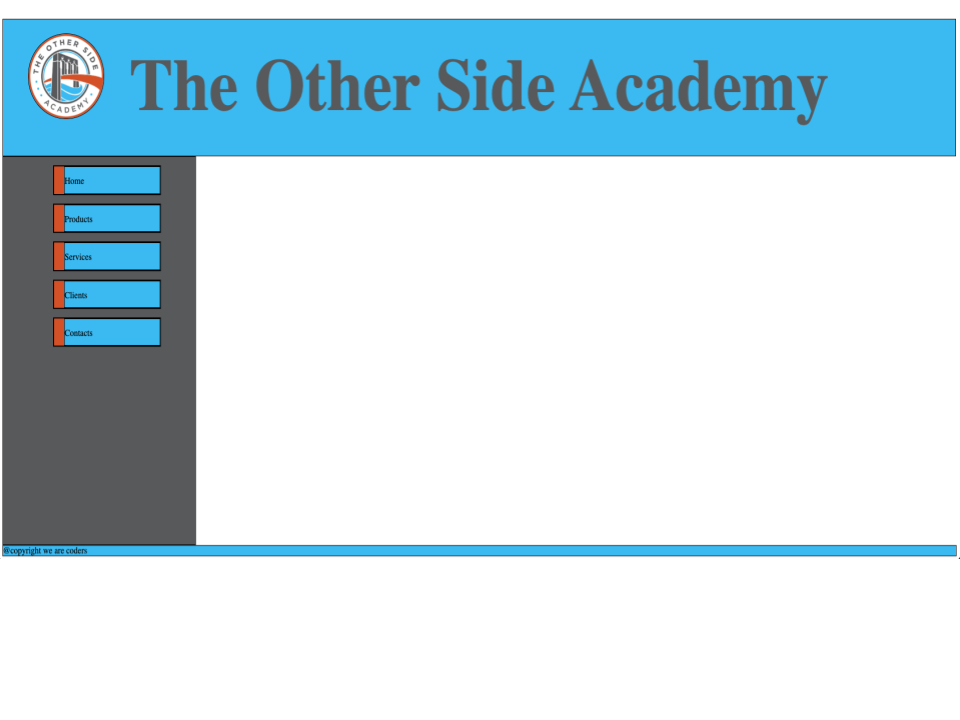 THE OTHER SIDE
ACADEMY
The Other Side Academy
Home
Products
Services
Clients
Contacts
@copyright we are coders
.